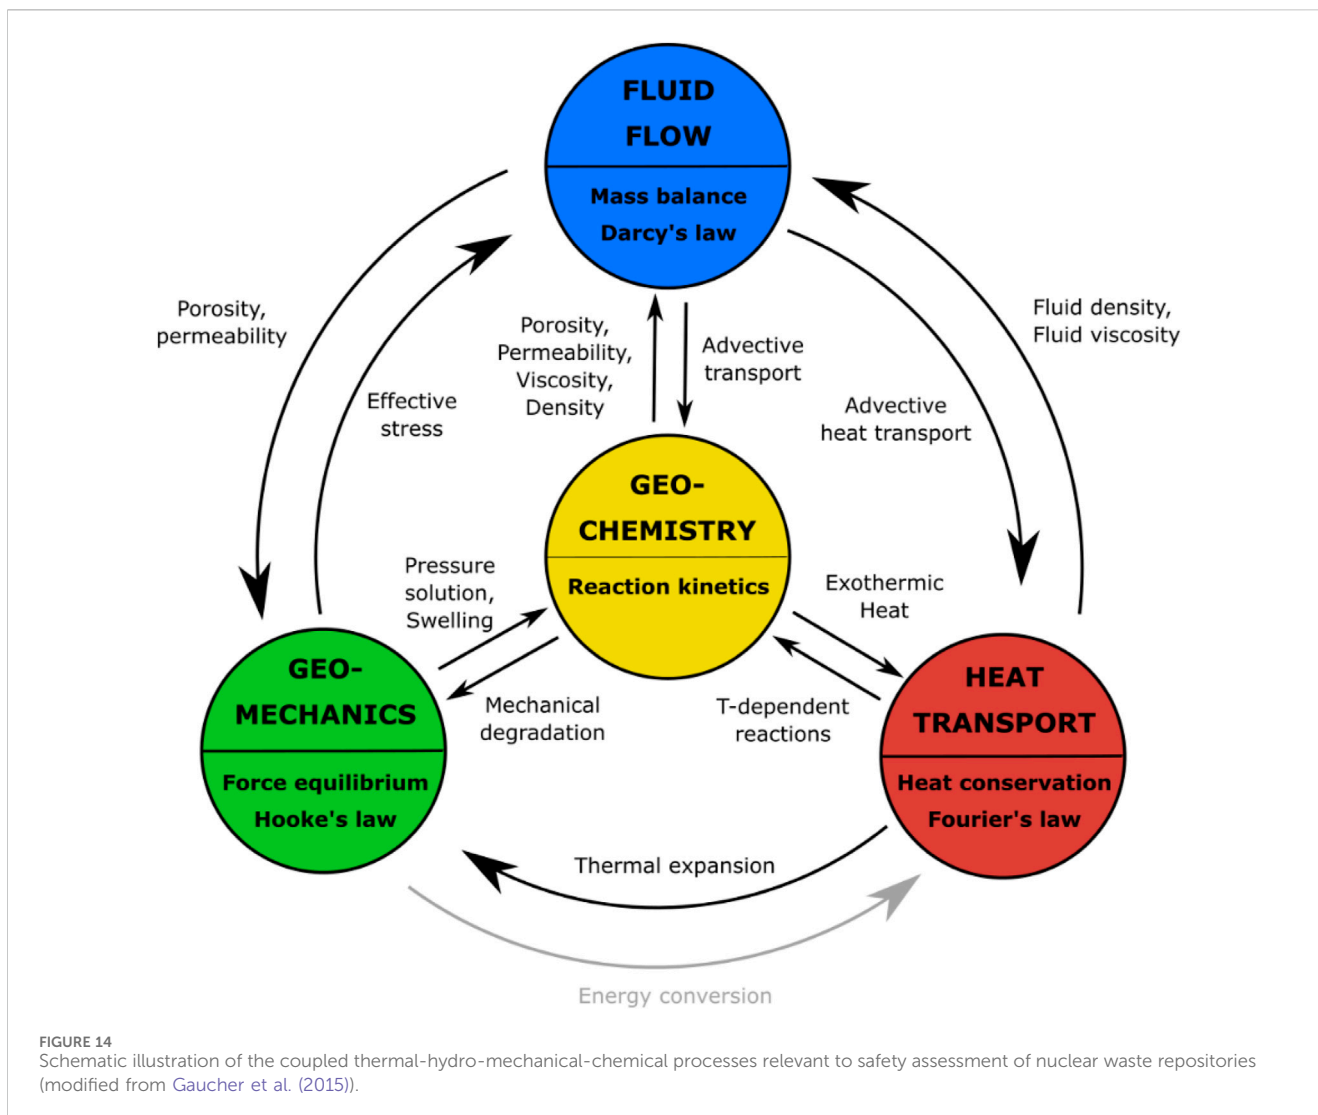 FLUID
FLOW
Mass balance
Darcy's law
Porosity,
permeability
Effective
stress
Porosity,
Permeability,
Viscosity,
Density
Advective
transport
Fluid density,
Fluid viscosity
Advective
heat transport
GEO-
CHEMISTRY
Reaction kinetics
Pressure
solution,
Swelling
Exothermic
Heat
Mechanical
degradation
T-dependent
reactions
GEO-
MECHANICS
Force equilibrium
Hooke's law
HEAT
TRANSPORT
Heat conservation
Fourier's law
Thermal expansion
Energy conversion
FIGURE 14
Schematic illustration of the coupled thermal-hydro-mechanical-chemical processes relevant to safety assessment of nuclear waste repositories
(modified from Gaucher et al. (2015)).